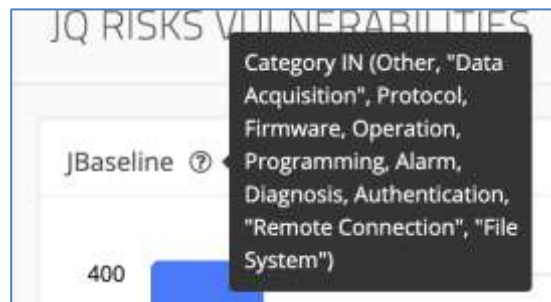 JQ RISKS VULNERABILITIES
Category IN (Other, "Data
Acquisition", Protocol,
Firmware, Operation,
Programming, Alarm,
Diagnosis, Authentication,
"Remote Connection", "File
System")
JBaseline ?
400